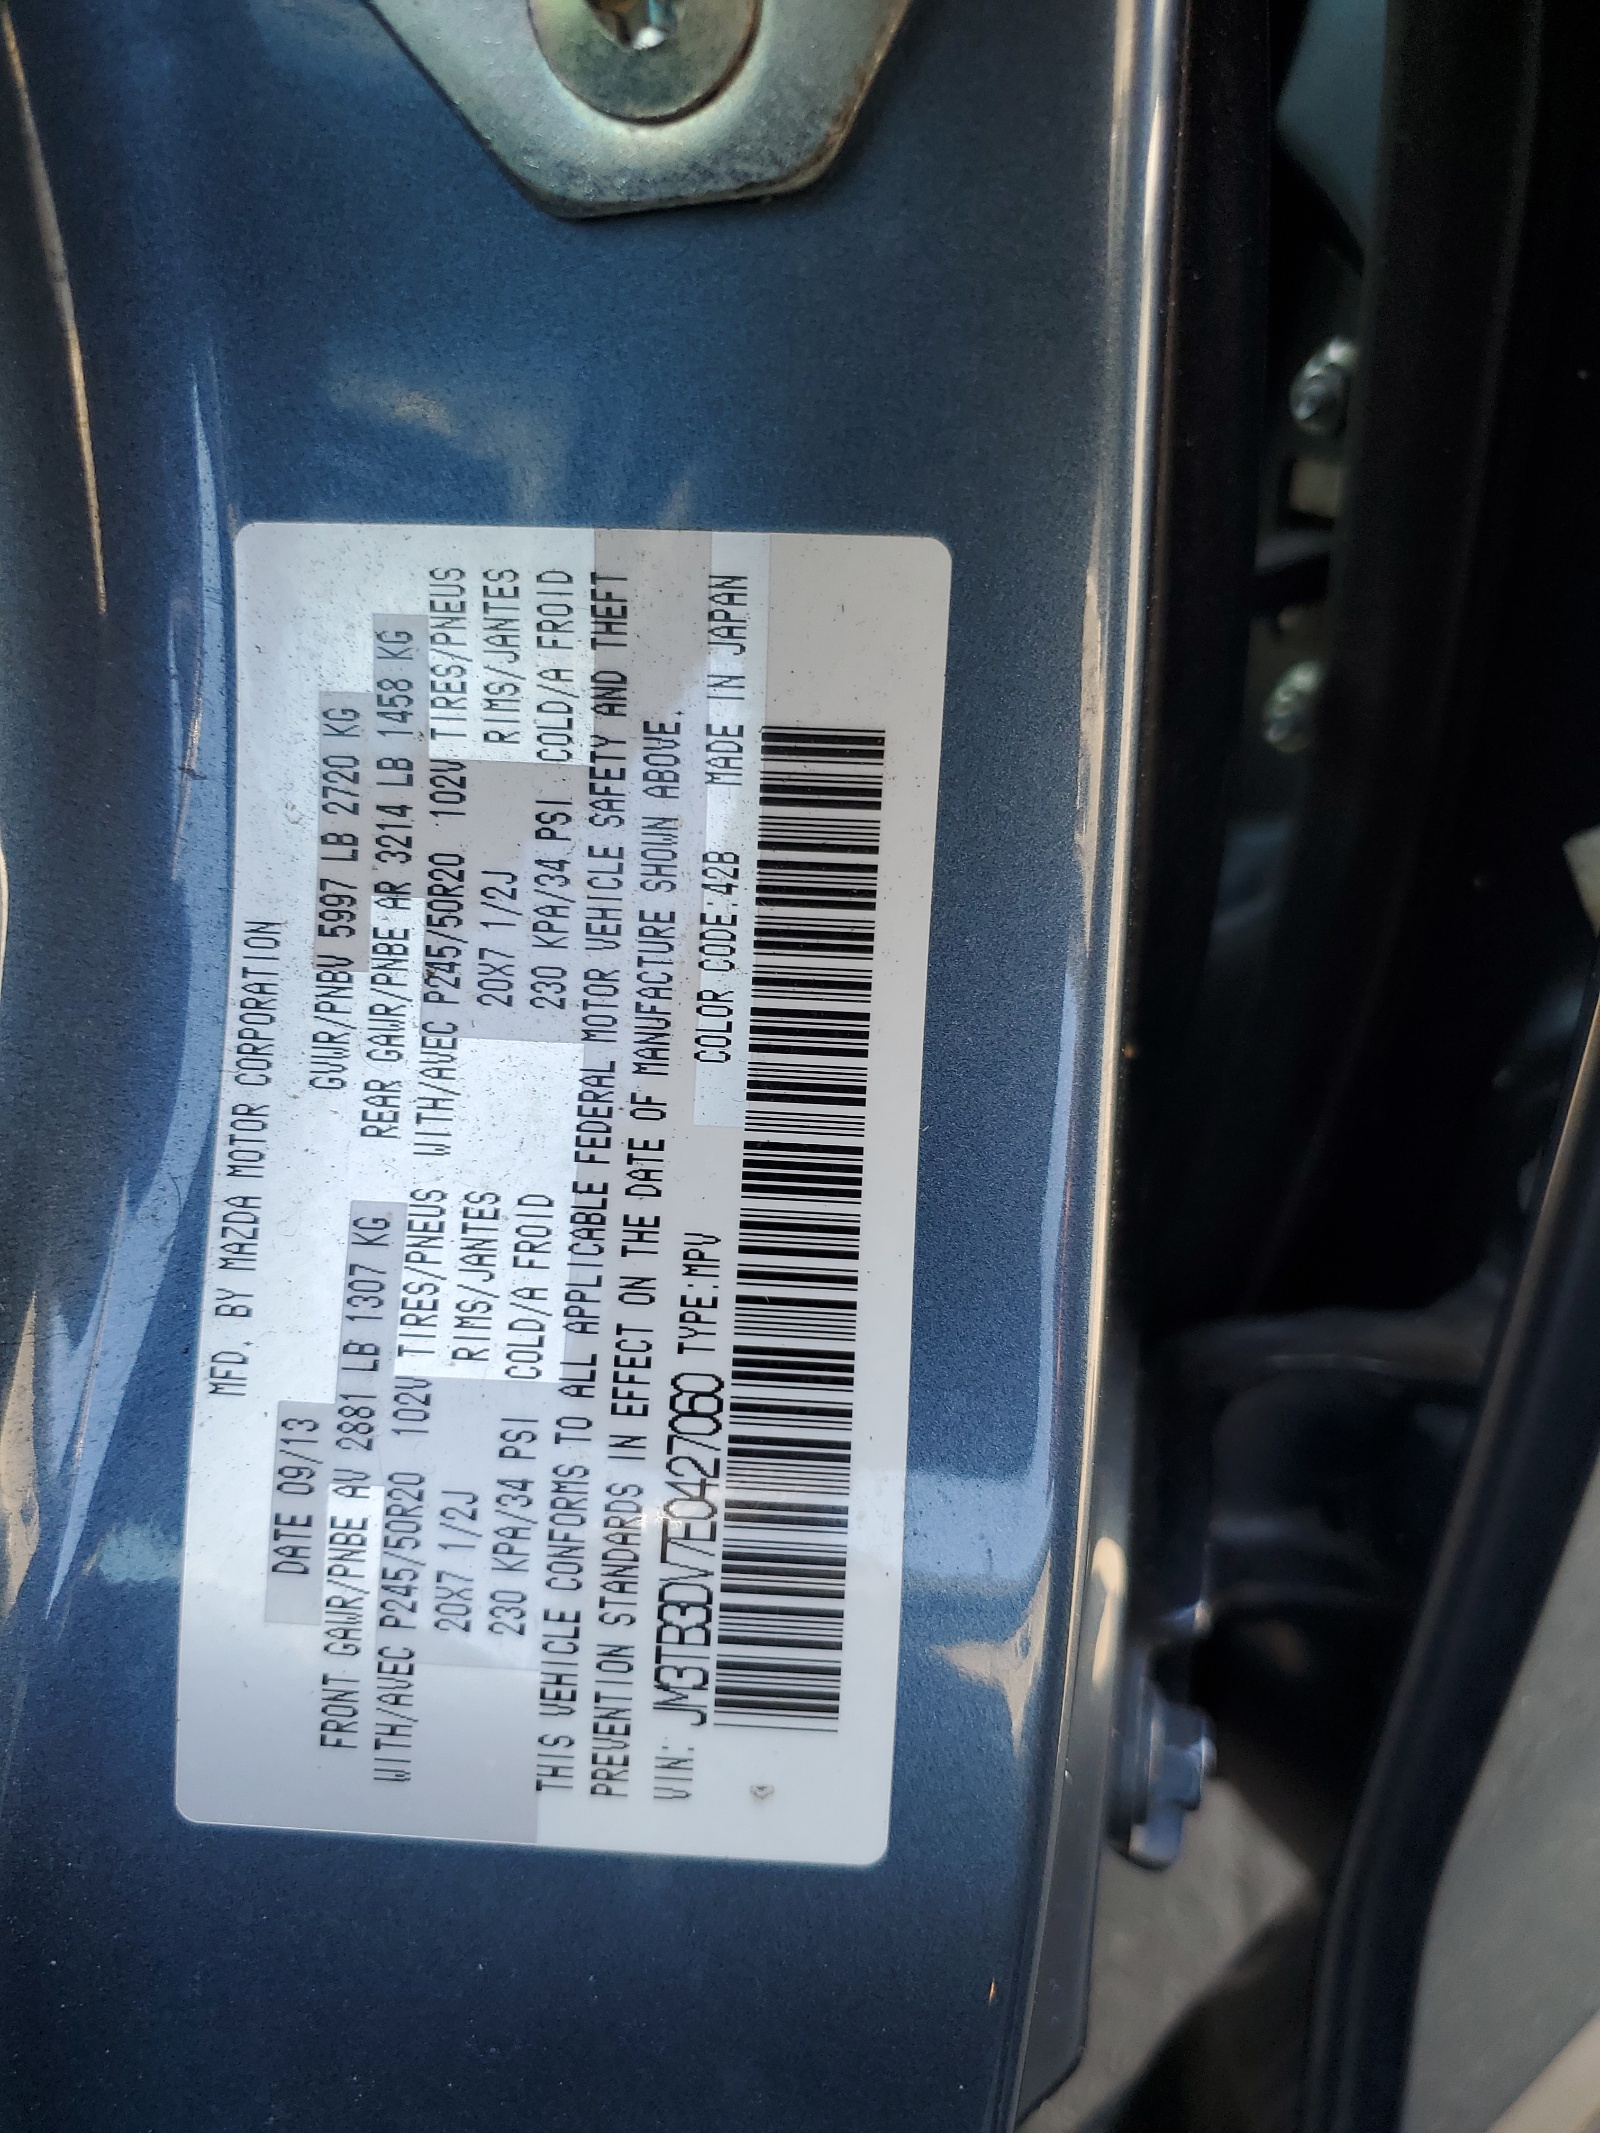 MFD. BY MAZDA MOTOR CORPORATION
DATE 09/13 GVWR/PNBV 5997 LB 2720 KG
FRONT GAWR/PNBE AV 2881 LB 1307 KG REAR GAWR/PNBE AR 3214 LB 1458 KG
WITH/AVEC P245/50R20 102V TIRES/PNEUS WITH/AVEC P245/50R20 102V TIRES/PNEUS
20X7 1/2J RIMS/JANTES 20X7 1/2J RIMS/JANTES
230 KPA/34 PSI COLD/A FROID 230 KPA/34 PSI COLD/A FROID
THIS VEHICLE CONFORMS TO ALL APPLICABLE FEDERAL MOTOR VEHICLE SAFETY AND THEFT
PREVENTION STANDARDS IN EFFECT ON THE DATE OF MANUFACTURE SHOWN ABOVE.
VIN: JM3TB3DV7E0427060 TYPE:MPV COLOR CODE:42B MADE IN JAPAN